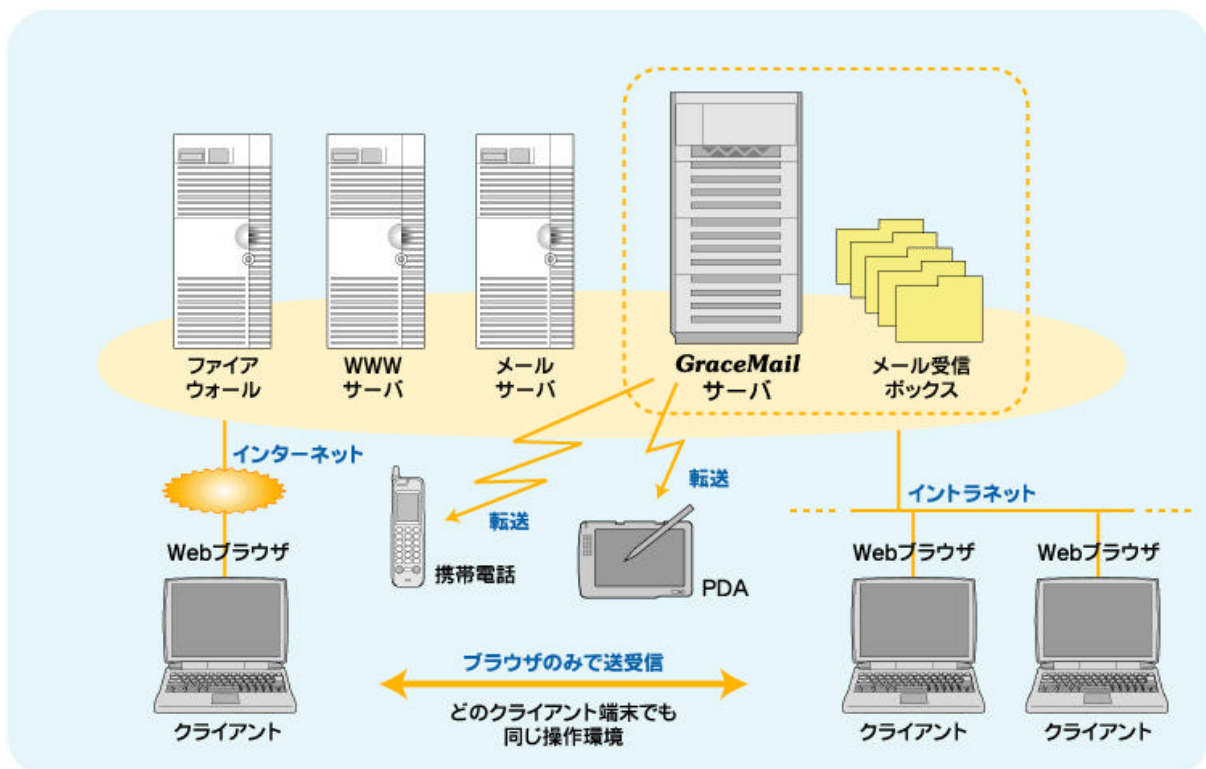 ファイア
ウォール
WWW
サーバ
メール
サーバ
GraceMail
サーバ
メール受信
ボックス
インターネット
転送
転送
イントラネット
Webブラウザ
携帯電話
PDA
Webブラウザ
Webブラウザ
クライアント
ブラウザのみで送受信
どのクライアント端末でも
同じ操作環境
クライアント
クライアント